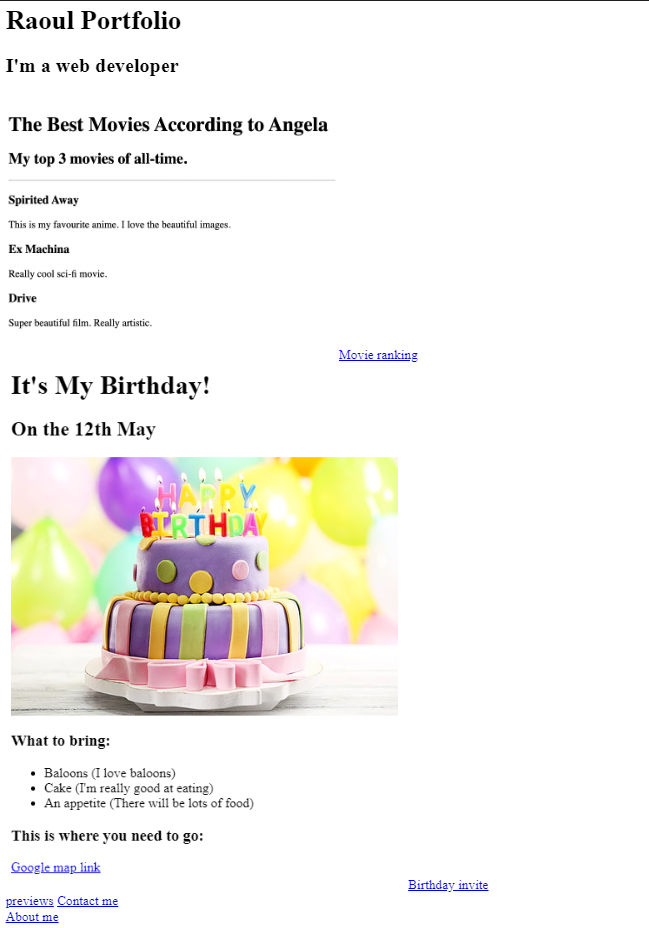 Raoul Portfolio
I'm a web developer
The Best Movies According to Angela
My top 3 movies of all-time.
Spirited Away
This is my favourite anime. I love the beautiful images.
Ex Machina
Really cool sci-fi movie.
Drive
Super beautiful film. Really artistic.
Movie ranking
It's My Birthday!
On the 12th May
HAPPY
BIRTHDAY
What to bring:
Baloons (I love baloons)
Cake (I'm really good at eating)
An appetite (There will be lots of food)
This is where you need to go:
Google map link
Birthday invite
previews Contact me
About me